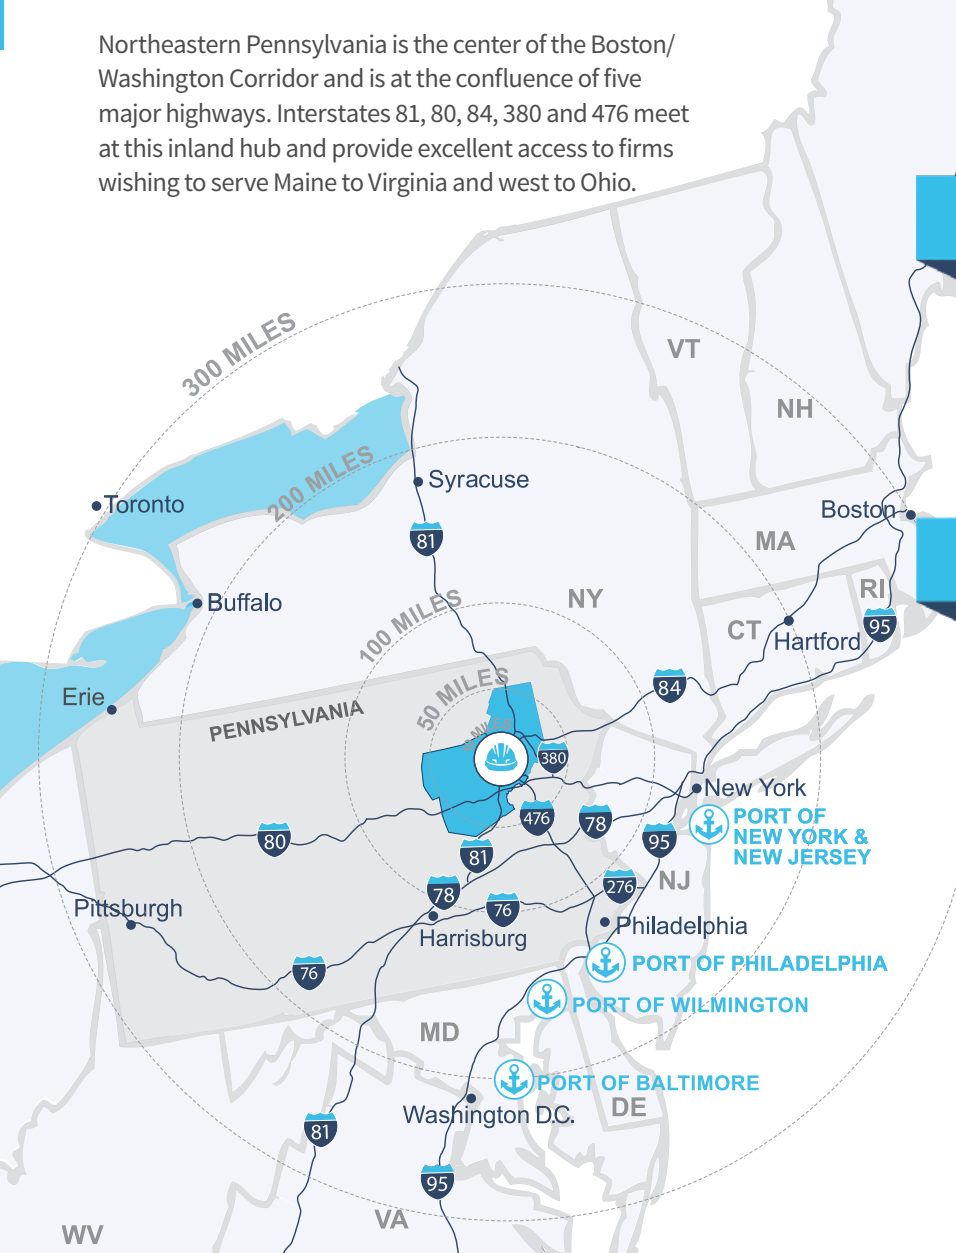 Northeastern Pennsylvania is the center of the Boston/
Washington Corridor and is at the confluence of five
major highways. Interstates 81, 80, 84, 380 and 476 meet
at this inland hub and provide excellent access to firms
wishing to serve Maine to Virginia and west to Ohio.
300 MILES
VT
NH
200 MILES
Syracuse
Toronto
Boston
81
MA
NY
100 MILES
Buffalo
RI
CT
Hartford
95
50 MILES
84
Erie
PENNSYLVANIA
MILES
380
New York
476
78
PORT OF
NEW YORK &
NEW JERSEY
80
95
81
78
276
NJ
76
Pittsburgh
Harrisburg
Philadelphia
76
PORT OF PHILADELPHIA
PORT OF WILMINGTON
MD
PORT OF BALTIMORE
Washington D.C.
DE
81
95
VA
WV